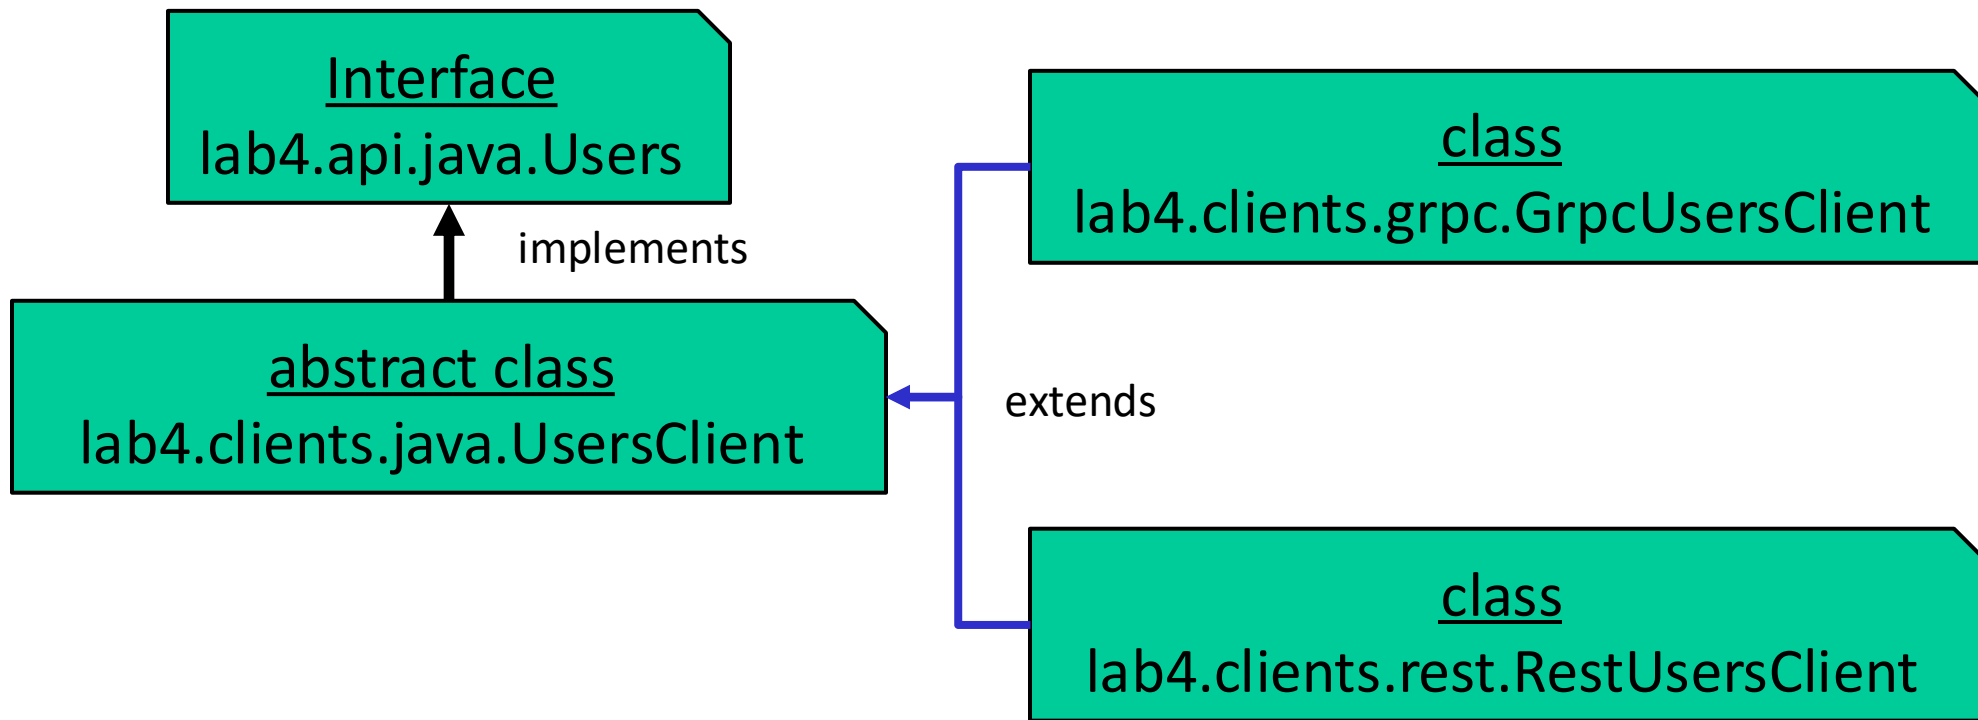 Interface
lab4.api.java.Users
implements
abstract class
lab4.clients.java.UsersClient
class
lab4.clients.grpc.GrpcUsersClient
extends
class
lab4.clients.rest.RestUsersClient